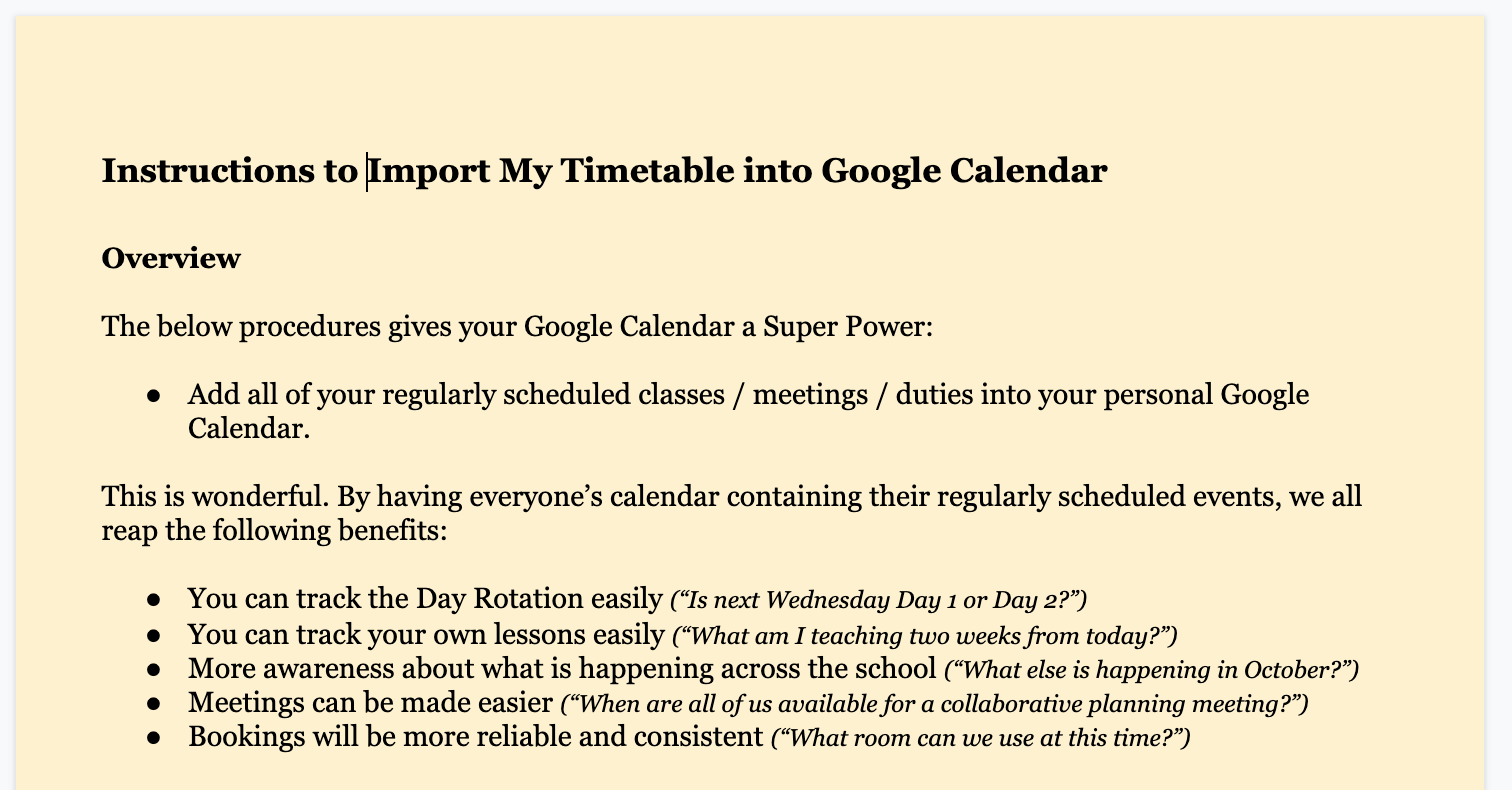 Instructions to Import My Timetable into Google Calendar
Overview
The below procedures gives your Google Calendar a Super Power:
● Add all of your regularly scheduled classes / meetings / duties into your personal Google
Calendar.
This is wonderful. By having everyone’s calendar containing their regularly scheduled events, we all
reap the following benefits:
● You can track the Day Rotation easily (“Is next Wednesday Day 1 or Day 2?”)
● You can track your own lessons easily (“What am I teaching two weeks from today?”)
● More awareness about what is happening across the school (“What else is happening in October?”)
● Meetings can be made easier (“When are all of us available for a collaborative planning meeting?”)
● Bookings will be more reliable and consistent (“What room can we use at this time?”)